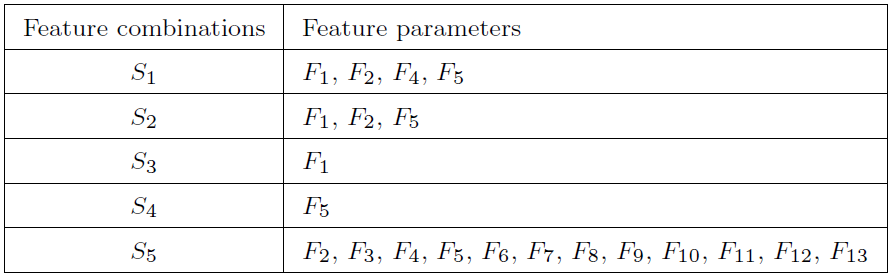 Feature combinations Feature parameters
S₁ F₁, F₂, F₄, F₅
S₂ F₁, F₂, F₅
S₃ F₁
S₄ F₅
S₅ F₂, F₃, F₄, F₅, F₆, F₇, F₈, F₉, F₁₀, F₁₁, F₁₂, F₁₃